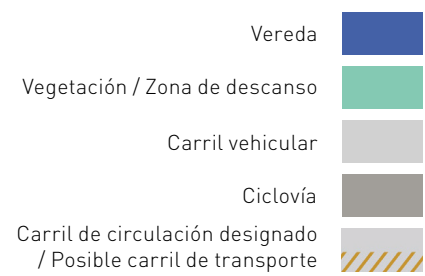 Vereda
Vegetación / Zona de descanso
Carril vehicular
Ciclovía
Carril de circulación designado
/ Posible carril de transporte